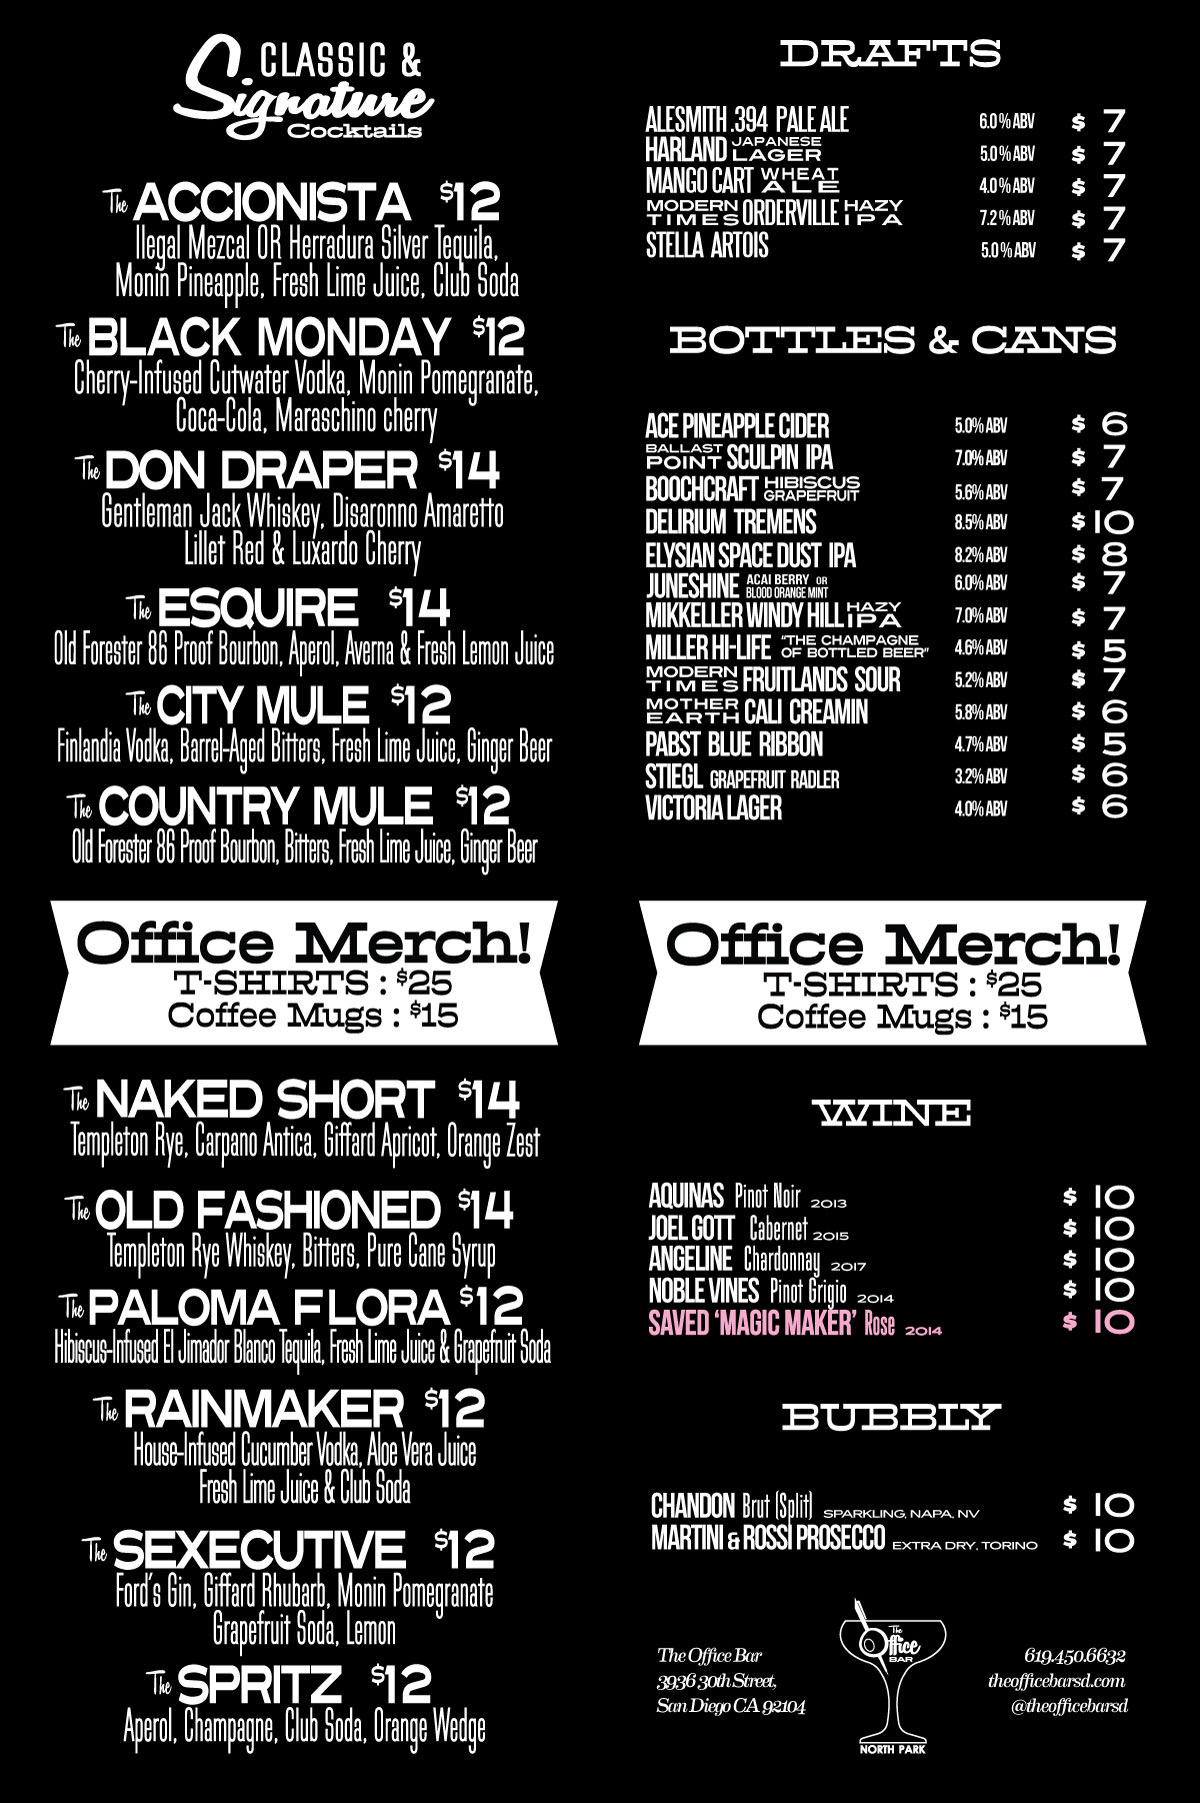 CLASSIC &
Signature
Cocktails
The ACCIONISTA $12
Ilegal Mezcal OR Herradura Silver Tequila,
Monin Pineapple, Fresh Lime Juice, Club Soda
The BLACK MONDAY $12
Cherry-Infused Cutwater Vodka, Monin Pomegranate,
Coca-Cola, Maraschino cherry
The DON DRAPER $14
Gentleman Jack Whiskey, Disaronno Amaretto
Lillet Red & Luxardo Cherry
The ESQUIRE $14
Old Forester 86 Proof Bourbon, Aperol, Averna & Fresh Lemon Juice
The CITY MULE $12
Finlandia Vodka, Barrel-Aged Bitters, Fresh Lime Juice, Ginger Beer
The COUNTRY MULE $12
Old Forester 86 Proof Bourbon, Bitters, Fresh Lime Juice, Ginger Beer
Office Merch!
T-SHIRTS : $25
Coffee Mugs : $15
The NAKED SHORT $14
Templeton Rye, Carpano Antica, Giffard Apricot, Orange Zest
The OLD FASHIONED $14
Templeton Rye Whiskey, Bitters, Pure Cane Syrup
The PALOMA FLORA $12
Hibiscus-Infused El Jimador Blanco Tequila, Fresh Lime Juice & Grapefruit Soda
The RAINMAKER $12
House-Infused Cucumber Vodka, Aloe Vera Juice
Fresh Lime Juice & Club Soda
The SEXECUTIVE $12
Ford's Gin, Giffard Rhubarb, Monin Pomegranate
Grapefruit Soda, Lemon
The SPRITZ $12
Aperol, Champagne, Club Soda, Orange Wedge
DRAFTS
ALESMITH .394 PALE ALE 6.0% ABV $ 7
HARLAND JAPANESE LAGER 5.0% ABV $ 7
MANGO CART WHEAT ALE 4.0% ABV $ 7
MODERN TIMES ORDERVILLE HAZY IPA 7.2% ABV $ 7
STELLA ARTOIS 5.0% ABV $ 7
BOTTLES & CANS
ACE PINEAPPLE CIDER 5.0% ABV $ 6
BALLAST POINT SCULPIN IPA 7.0% ABV $ 7
BOOCHCRAFT HIBISCUS GRAPEFRUIT 5.6% ABV $ 7
DELIRIUM TREMENS 8.5% ABV $ 10
ELYSIAN SPACE DUST IPA 8.2% ABV $ 8
JUNESHINE ACAI BERRY OR BLOOD ORANGE MINT 6.0% ABV $ 7
MIKKELLER WINDY HILL HAZY IPA 7.0% ABV $ 7
MILLER HI-LIFE "THE CHAMPAGNE OF BOTTLED BEER" 4.6% ABV $ 5
MODERN TIMES FRUITLANDS SOUR 5.2% ABV $ 7
MOTHER EARTH CALI CREAMIN 5.8% ABV $ 6
PABST BLUE RIBBON 4.7% ABV $ 5
STIEGL GRAPEFRUIT RADLER 3.2% ABV $ 6
VICTORIA LAGER 4.0% ABV $ 6
Office Merch!
T-SHIRTS : $25
Coffee Mugs : $15
WINE
AQUINAS Pinot Noir 2013 $ 10
JOEL GOTT Cabernet 2015 $ 10
ANGELINE Chardonnay 2017 $ 10
NOBLE VINES Pinot Grigio 2014 $ 10
SAVED 'MAGIC MAKER' Rose 2014 $ 10
BUBBLY
CHANDON Brut (Split) SPARKLING, NAPA, NV $ 10
MARTINI & ROSSI PROSECCO EXTRA DRY, TORINO $ 10
The Office Bar
3936 30th Street,
San Diego CA 92104
The Office BAR
NORTH PARK
619.450.6632
theofficebarsd.com
@theofficebarsd